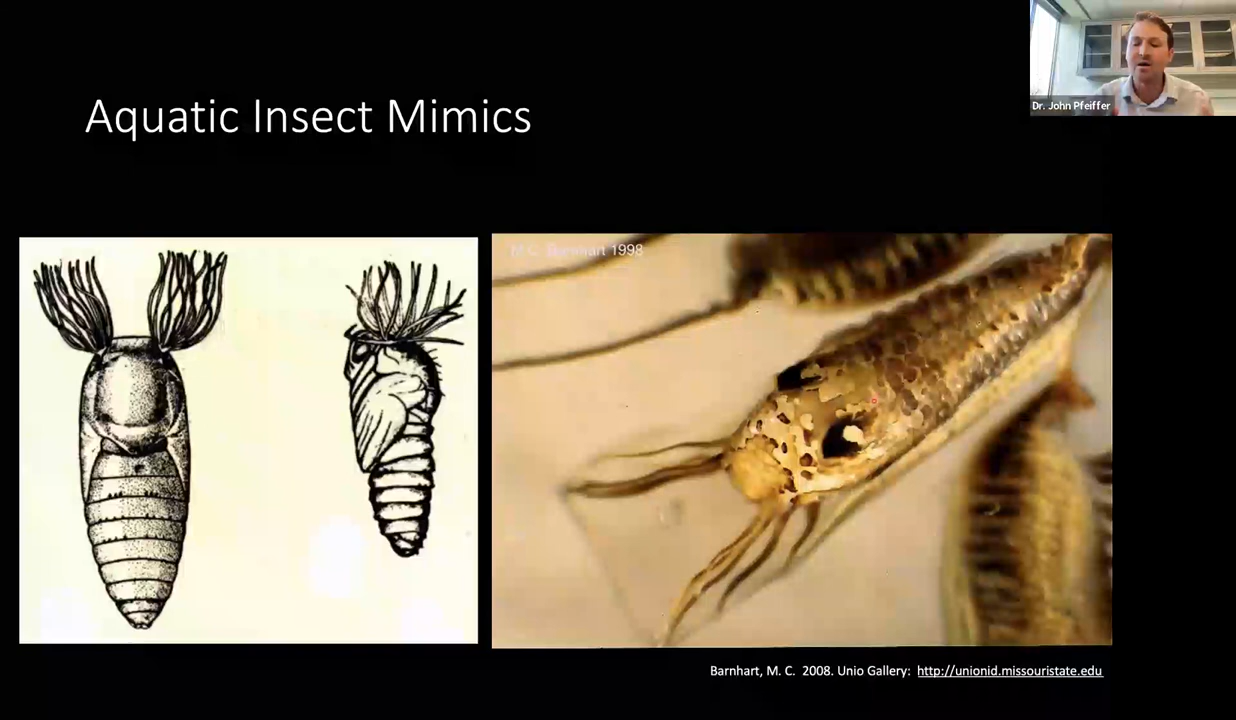 Dr. John Pfeiffer
Aquatic Insect Mimics
M.C. Barnhart 1998
Barnhart, M. C. 2008. Unio Gallery: http://unionid.missouristate.edu